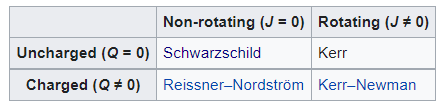 Non-rotating (J = 0) Rotating (J ≠ 0)
Uncharged (Q = 0) Schwarzschild Kerr
Charged (Q ≠ 0) Reissner–Nordström Kerr–Newman